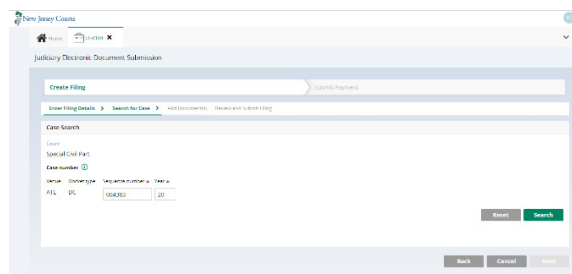 New Jersey Courts
Home
Judiciary Electronic Document Submission
Create Filing
Submit Payment
Enter Filing Details > Search for Case > Add Document(s) Review and Submit Filing
Case Search
Court
Special Civil Part
Case number
Venue Docket type Sequence number Year
ATL DC 004383 20
Reset Search
Back Cancel Next